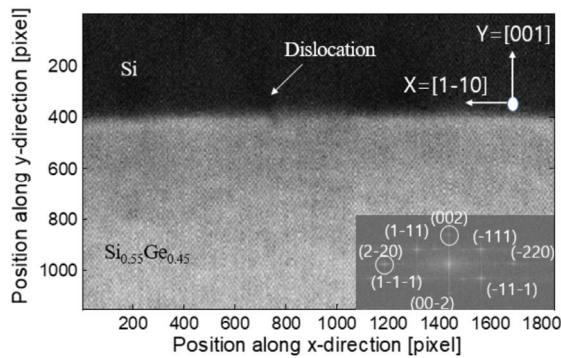 Position along y-direction [pixel]
200
400
600
800
1000
Si
Dislocation
Y=[001]
X=[1-10]
Si0.55Ge0.45
(002)
(1-11)
(-111)
(2-20)
(-220)
(1-1-1)
(-11-1)
(00-2)
200 400 600 800 1000 1200 1400 1600 1800
Position along x-direction [pixel]